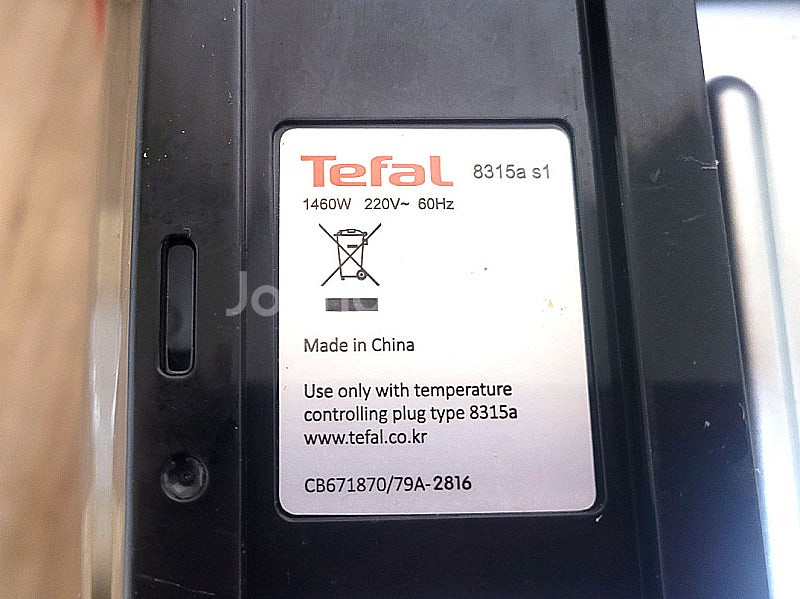 Tefal 8315a s1
1460W 220V~ 60Hz
Made in China
Use only with temperature
controlling plug type 8315a
www.tefal.co.kr
CB671870/79A-2816